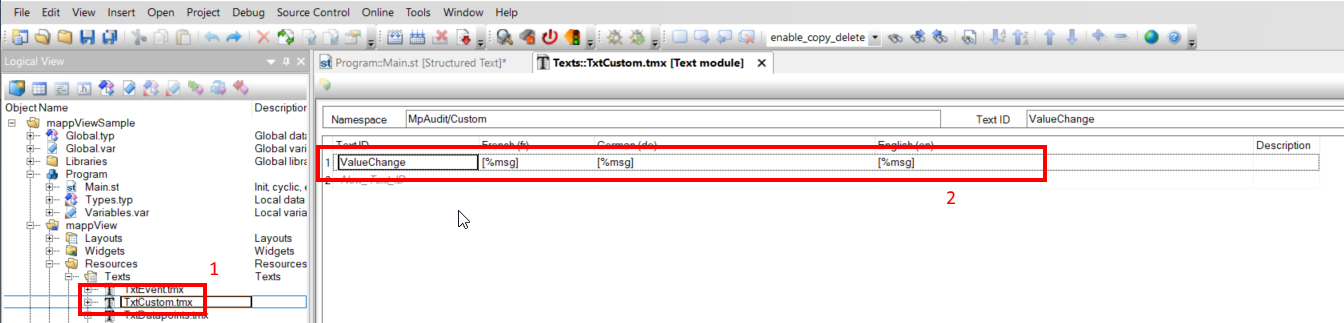 File Edit View Insert Open Project Debug Source Control Online Tools Window Help
enable_copy_delete
Logical View
Program::Main.st [Structured Text]*
Texts::TxtCustom.tmx [Text module]
Object Name Description
mappViewSample
Global.typ Global data
Global.var Global vari
Libraries Global libra
Program
Main.st Init, cyclic, e
Types.typ Local data
Variables.var Local varia
mappView
Layouts Layouts
Widgets Widgets
Resources Resources
Texts Texts
TxtEvent.tmx
TxtCustom.tmx
TxtDatapoints.tmx
1
Namespace MpAudit/Custom Text ID ValueChange
Text ID French (fr) German (de) English (en) Description
1 ValueChange [%msg] [%msg] [%msg]
2 New_Text_ID
2